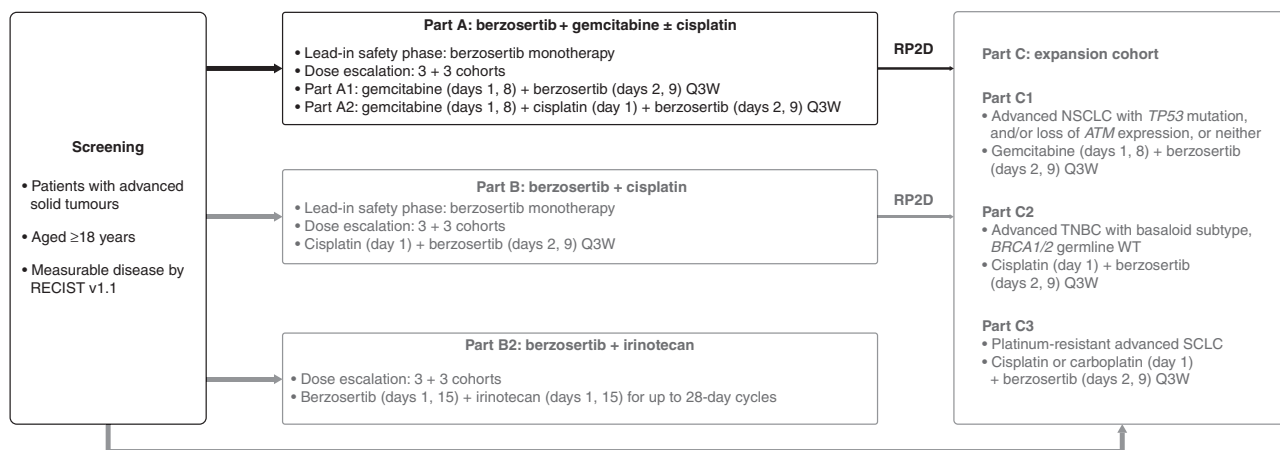 Screening
• Patients with advanced
solid tumours
• Aged ≥18 years
• Measurable disease by
RECIST v1.1
Part A: berzosertib + gemcitabine ± cisplatin
• Lead-in safety phase: berzosertib monotherapy
• Dose escalation: 3 + 3 cohorts
• Part A1: gemcitabine (days 1, 8) + berzosertib (days 2, 9) Q3W
• Part A2: gemcitabine (days 1, 8) + cisplatin (day 1) + berzosertib (days 2, 9) Q3W
RP2D
Part B: berzosertib + cisplatin
• Lead-in safety phase: berzosertib monotherapy
• Dose escalation: 3 + 3 cohorts
• Cisplatin (day 1) + berzosertib (days 2, 9) Q3W
RP2D
Part B2: berzosertib + irinotecan
• Dose escalation: 3 + 3 cohorts
• Berzosertib (days 1, 15) + irinotecan (days 1, 15) for up to 28-day cycles
Part C: expansion cohort
Part C1
• Advanced NSCLC with TP53 mutation,
and/or loss of ATM expression, or neither
• Gemcitabine (days 1, 8) + berzosertib
(days 2, 9) Q3W
Part C2
• Advanced TNBC with basaloid subtype,
BRCA1/2 germline WT
• Cisplatin (day 1) + berzosertib
(days 2, 9) Q3W
Part C3
• Platinum-resistant advanced SCLC
• Cisplatin or carboplatin (day 1)
+ berzosertib (days 2, 9) Q3W